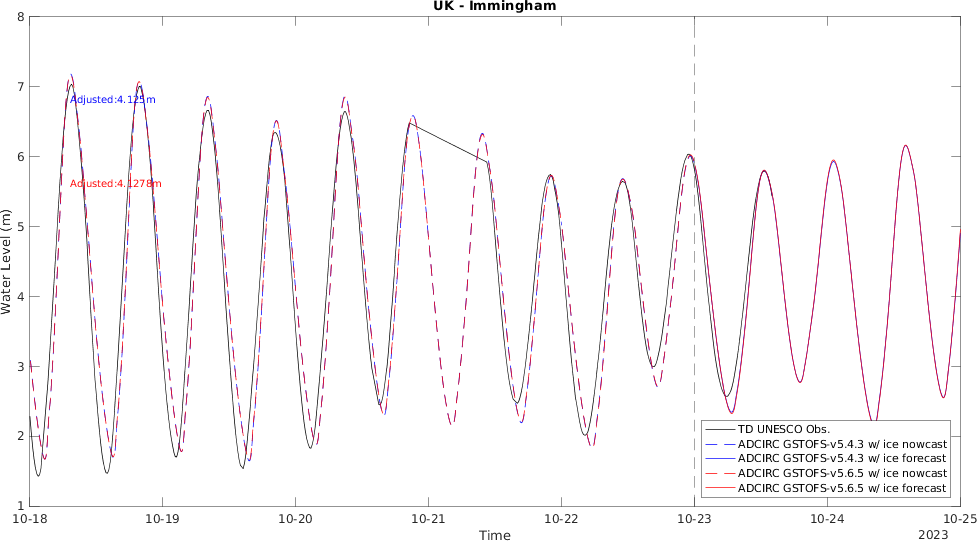 UK - Immingham
8
7
6
5
4
3
2
1
Water Level (m)
Adjusted:4.125m
Adjusted:4.1278m
TD UNESCO Obs.
ADCIRC GSTOFS-v5.4.3 w/ ice nowcast
ADCIRC GSTOFS-v5.4.3 w/ ice forecast
ADCIRC GSTOFS-v5.6.5 w/ ice nowcast
ADCIRC GSTOFS-v5.6.5 w/ ice forecast
10-18 10-19 10-20 10-21 10-22 10-23 10-24 10-25
Time
2023